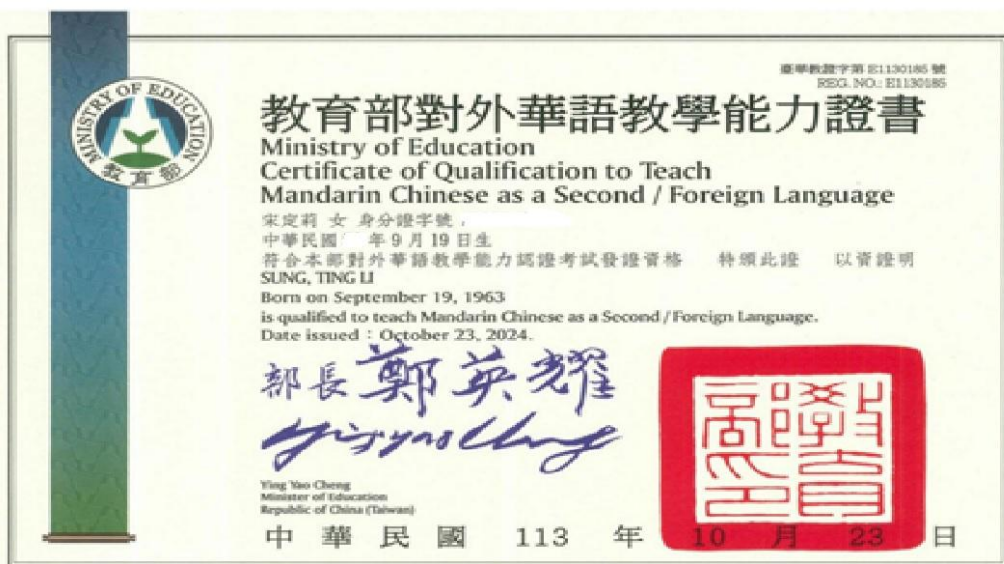 臺華教證字第 E1130185 號
REG. NO.: E1130185
MINISTRY OF EDUCATION
教育部
教育部對外華語教學能力證書
Ministry of Education
Certificate of Qualification to Teach
Mandarin Chinese as a Second / Foreign Language
宋定莉 女 身分證字號
中華民國 年 9 月 19 日生
符合本部對外華語教學能力認證考試發證資格 特頒此證 以資證明
SUNG, TING LI
Born on September 19, 1963
is qualified to teach Mandarin Chinese as a Second / Foreign Language.
Date issued：October 23, 2024.
部長 鄭英耀
Yingyao Cheng
教育部印
Ying Yao Cheng
Minister of Education
Republic of China (Taiwan)
中華民國 113 年 10 月 23 日